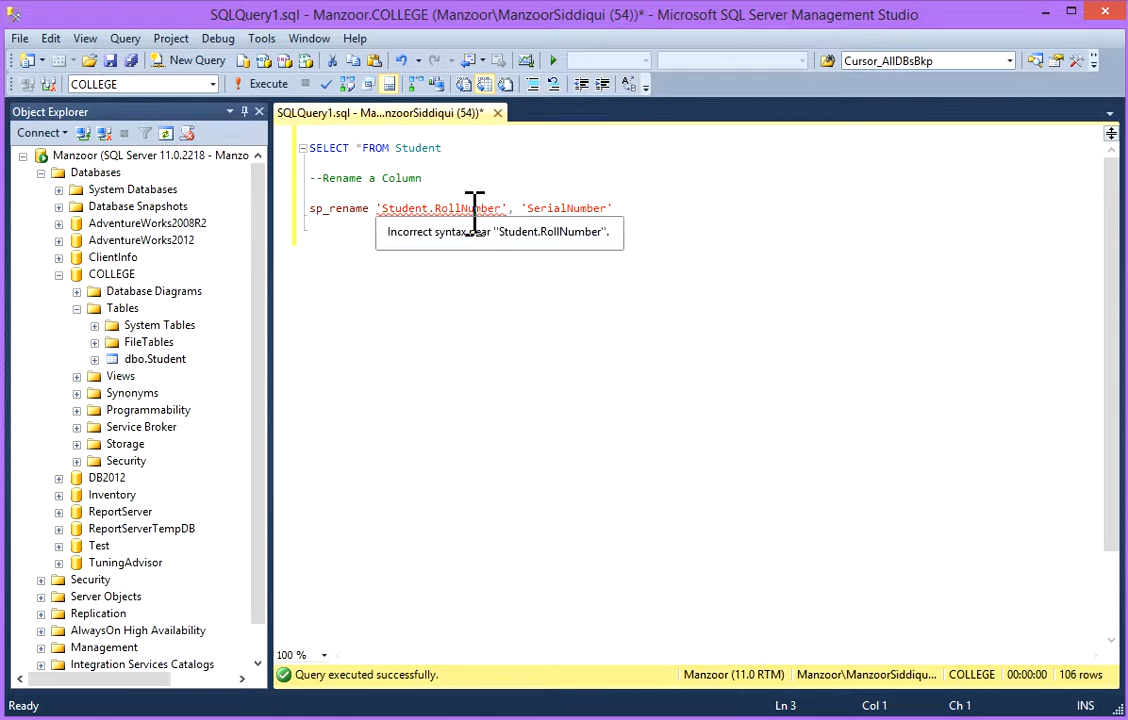 SQLQuery1.sql - Manzoor.COLLEGE (Manzoor\ManzoorSiddiqui (54))* - Microsoft SQL Server Management Studio
File Edit View Query Project Debug Tools Window Help
New Query
Cursor_AllDBsBkp
COLLEGE
Execute
Object Explorer
SQLQuery1.sql - Ma...nzoorSiddiqui (54))*
Connect
Manzoor (SQL Server 11.0.2218 - Manzo
Databases
System Databases
Database Snapshots
AdventureWorks2008R2
AdventureWorks2012
ClientInfo
COLLEGE
Database Diagrams
Tables
System Tables
FileTables
dbo.Student
Views
Synonyms
Programmability
Service Broker
Storage
Security
DB2012
Inventory
ReportServer
ReportServerTempDB
Test
TuningAdvisor
Security
Server Objects
Replication
AlwaysOn High Availability
Management
Integration Services Catalogs
SELECT *FROM Student
--Rename a Column
sp_rename 'Student.RollNumber', 'SerialNumber'
Incorrect syntax near ''Student.RollNumber''.
100 %
Query executed successfully.
Manzoor (11.0 RTM)
Manzoor\ManzoorSiddiqu...
COLLEGE
00:00:00
106 rows
Ready
Ln 3
Col 1
Ch 1
INS